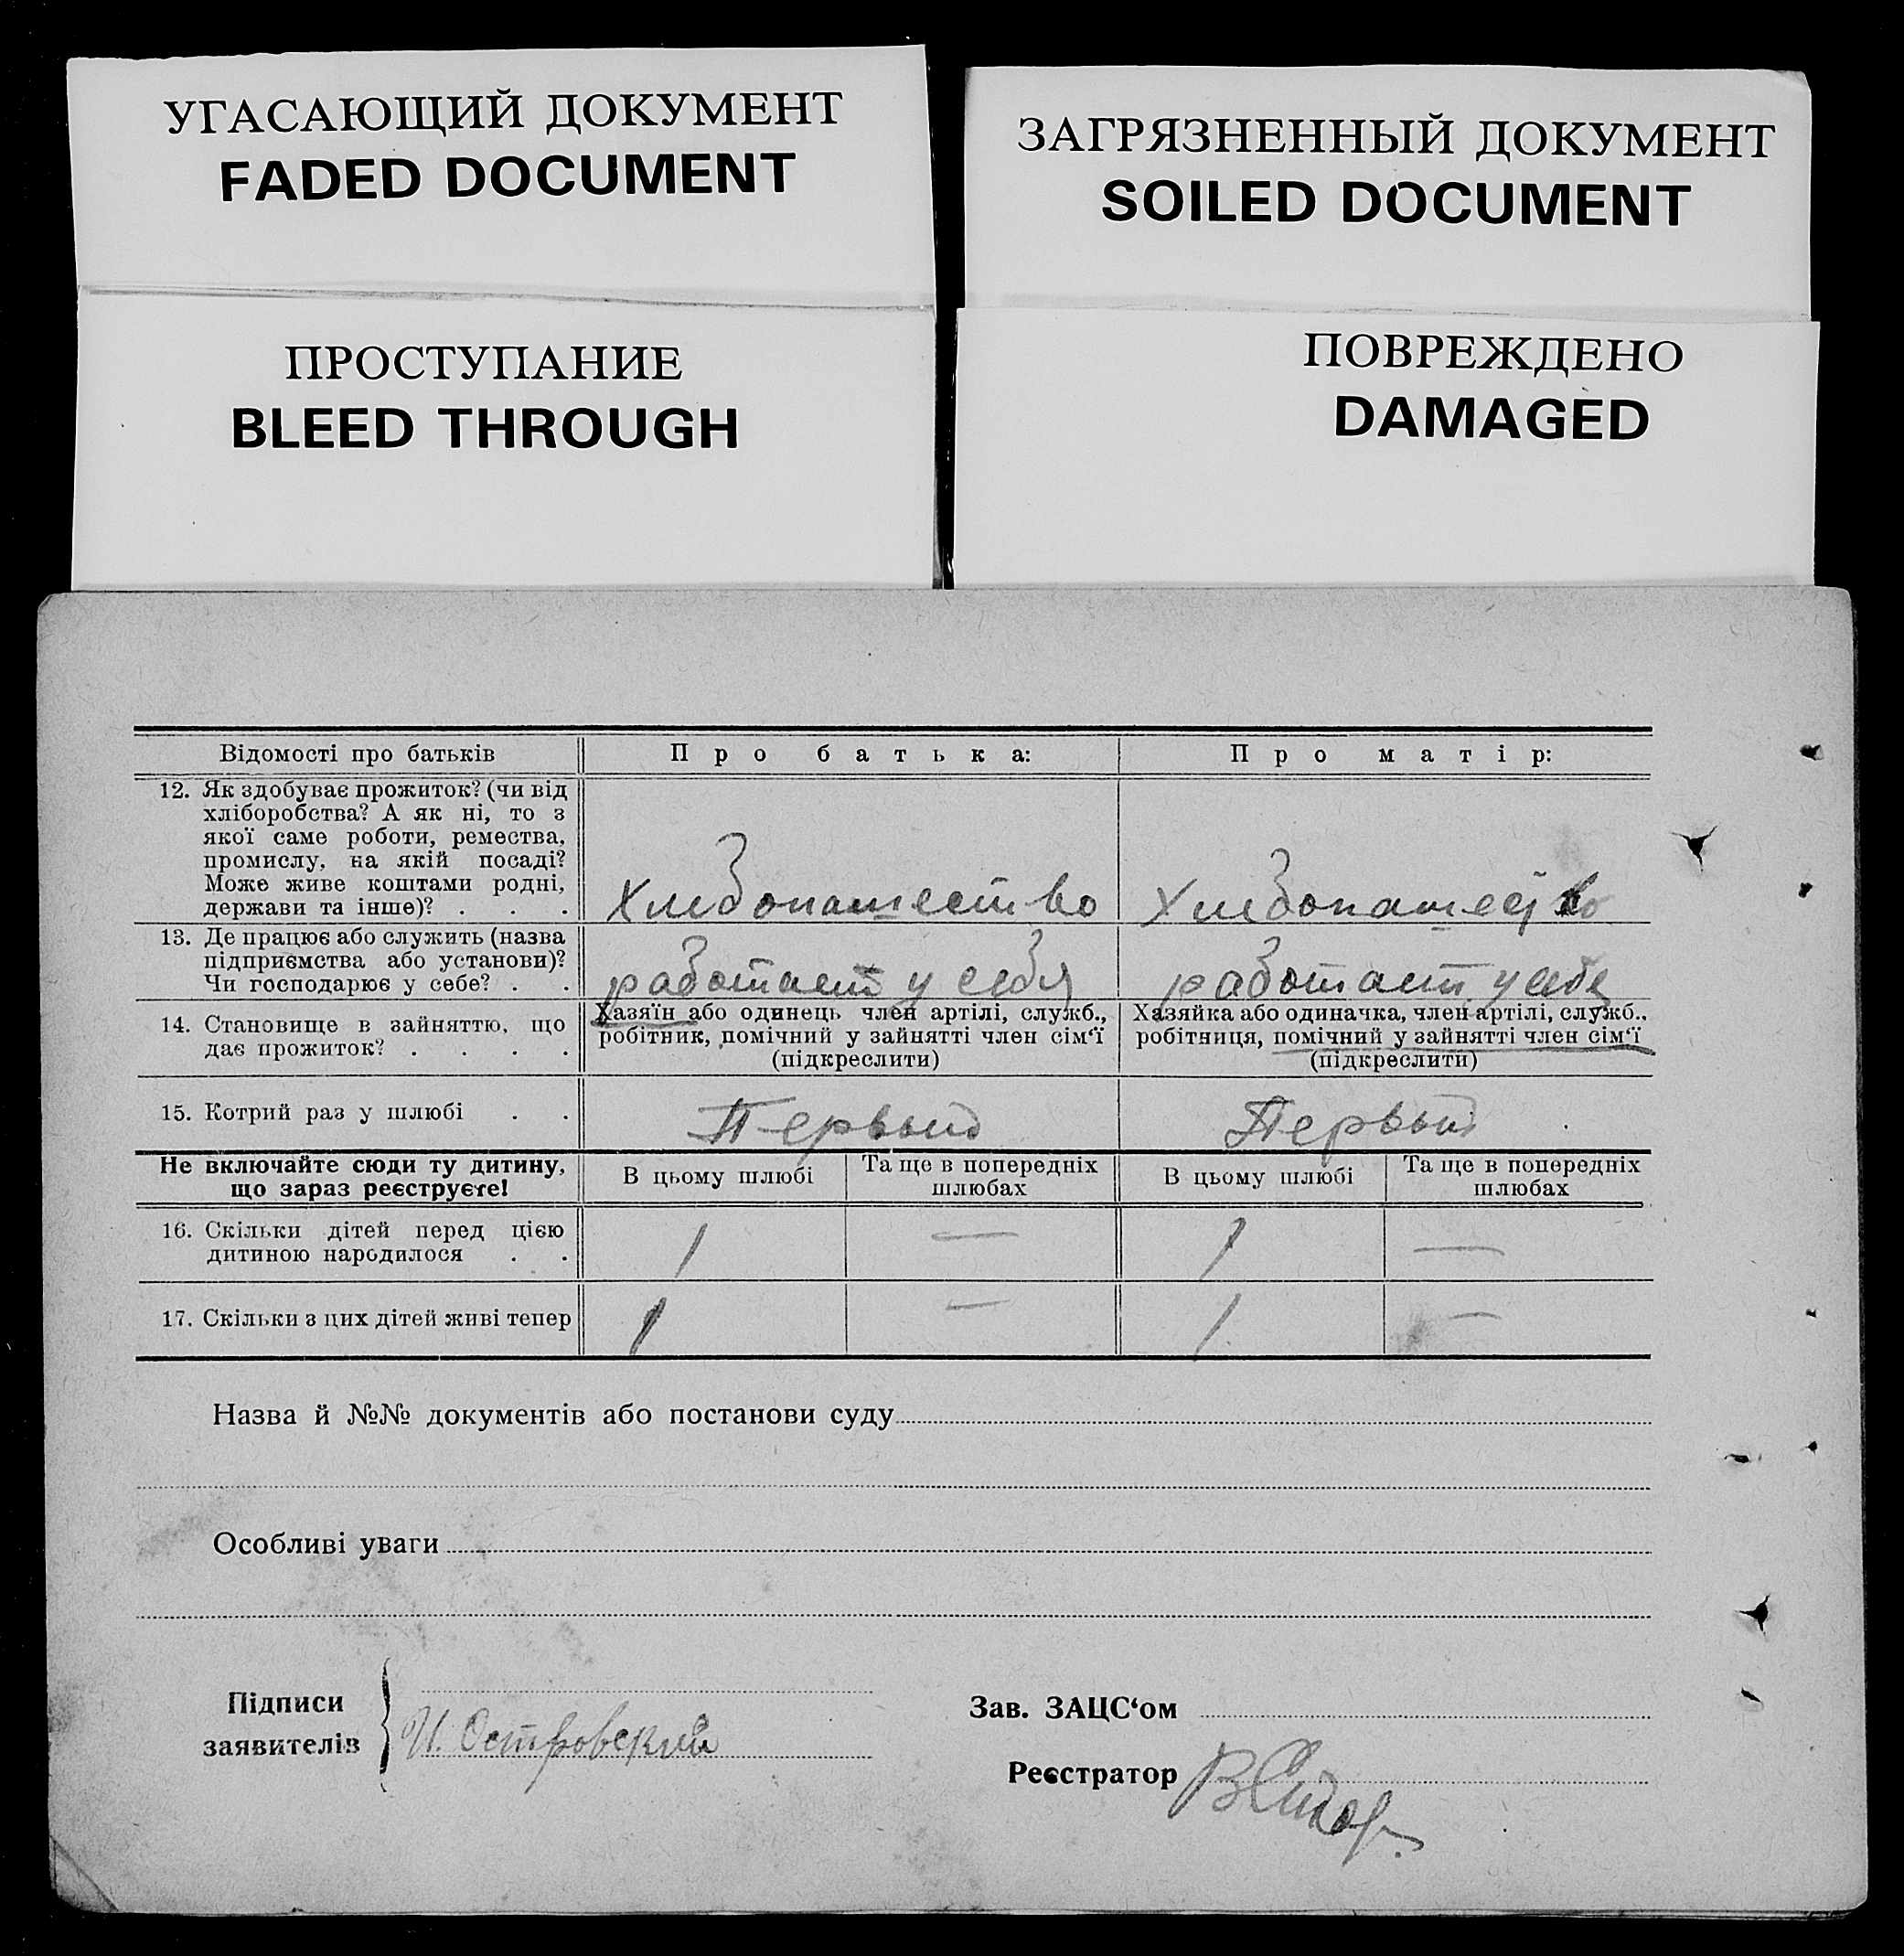 УГАСАЮЩИЙ ДОКУМЕНТ
FADED DOCUMENT
ЗАГРЯЗНЕННЫЙ ДОКУМЕНТ
SOILED DOCUMENT
ПРОСТУПАНИЕ
BLEED THROUGH
ПОВРЕЖДЕНО
DAMAGED
Відомості про батьків
Про батька:
Про матір:
12. Як здобуває прожиток? (чи від
хліборобства? А як ні, то з
якої саме роботи, ремества,
промислу, на якій посаді?
Може живе коштами родні,
держави та інше)? . . .
Хлебопашество
Хлебопашество
13. Де працює або служить (назва
підприємства або установи)?
Чи господарює у себе? . .
работает у себя
работает у себя
14. Становище в зайняттю, що
дає прожиток? . . . .
Хазяїн або одинець член артілі, служб.,
робітник, помічний у зайнятті член сім‘ї
(підкреслити)
Хазяйка або одиначка, член артілі, служб..
робітниця, помічний у зайнятті член сім‘ї
(підкреслити)
15. Котрий раз у шлюбі . .
Первый
Первый
Не включайте сюди ту дитину,
що зараз реєструєте!
В цьому шлюбі
Та ще в попередніх
шлюбах
В цьому шлюбі
Та ще в попередніх
шлюбах
16. Скільки дітей перед цією
дитиною народилося . .
1
—
1
—
17. Скільки з цих дітей живі тепер
1
—
1
—
Назва й №№ документів або постанови суду
Особливі уваги
Підписи
заявителів
И. Островский
Зав. ЗАЦС‘ом
Реєстратор